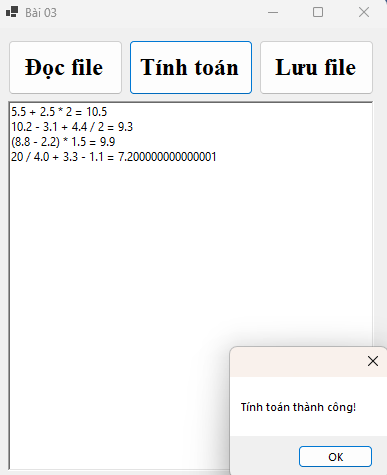 Bài 03
Đọc file
Tính toán
Lưu file
5.5 + 2.5 * 2 = 10.5
10.2 - 3.1 + 4.4 / 2 = 9.3
(8.8 - 2.2) * 1.5 = 9.9
20 / 4.0 + 3.3 - 1.1 = 7.200000000000001
Tính toán thành công!
OK